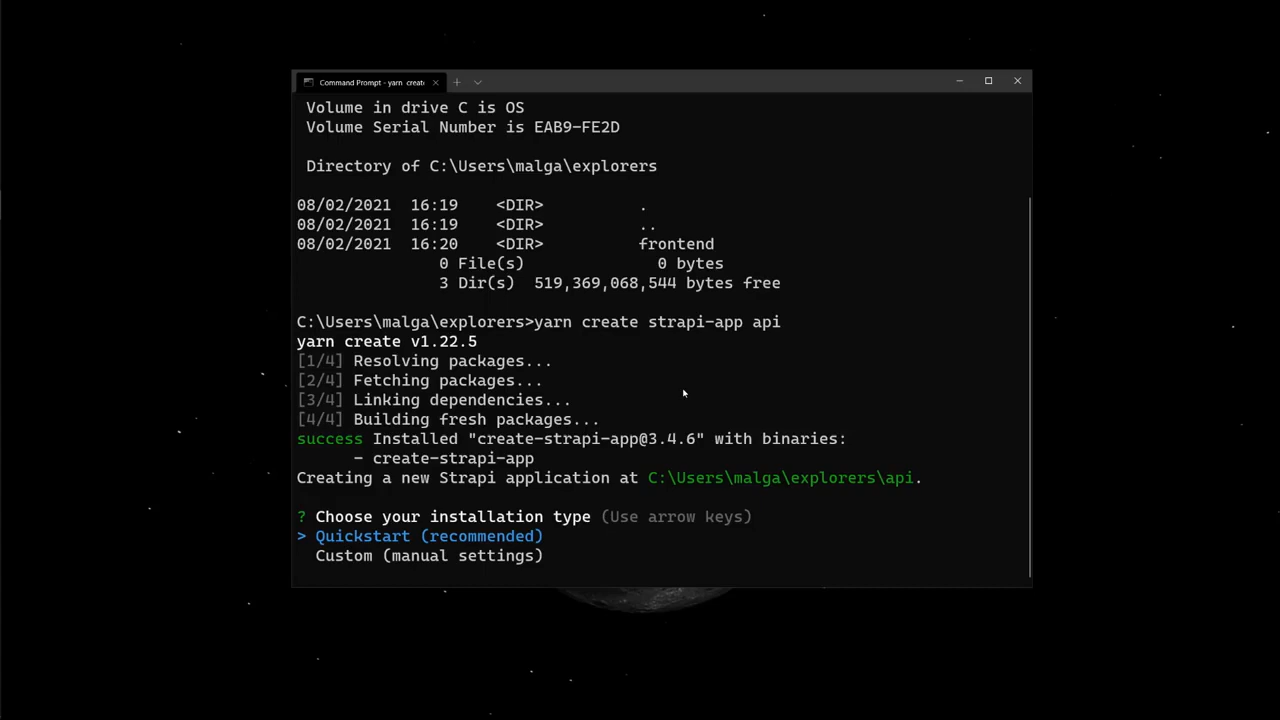 Command Prompt - yarn creat
Volume in drive C is OS
Volume Serial Number is EAB9-FE2D
Directory of C:\Users\malga\explorers
08/02/2021 16:19 <DIR> .
08/02/2021 16:19 <DIR> ..
08/02/2021 16:20 <DIR> frontend
0 File(s) 0 bytes
3 Dir(s) 519,369,068,544 bytes free
C:\Users\malga\explorers>yarn create strapi-app api
yarn create v1.22.5
[1/4] Resolving packages...
[2/4] Fetching packages...
[3/4] Linking dependencies...
[4/4] Building fresh packages...
success Installed "create-strapi-app@3.4.6" with binaries:
- create-strapi-app
Creating a new Strapi application at C:\Users\malga\explorers\api.
? Choose your installation type (Use arrow keys)
> Quickstart (recommended)
Custom (manual settings)